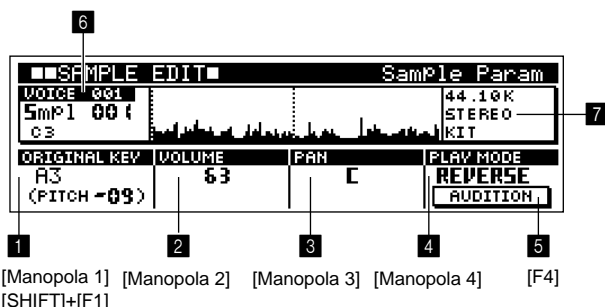 6
SAMPLE EDIT Sample Param
VOICE 001 44.10K
Smpl 001 STEREO 7
C3 KIT
ORIGINAL KEY VOLUME PAN PLAY MODE
A3 63 C REVERSE
(PITCH -09) AUDITION
1 2 3 4 5
[Manopola 1] [Manopola 2] [Manopola 3] [Manopola 4] [F4]
[SHIFT]+[F1]